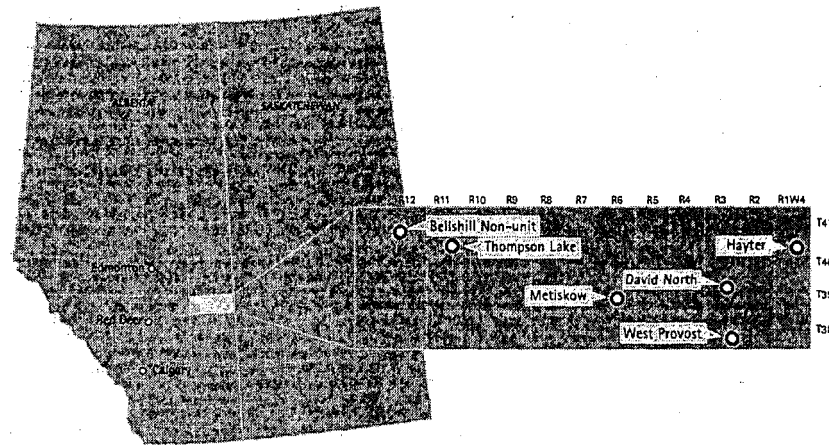 ALBERTA
SASKATCHEWAN
R12 R11 R10 R9 R8 R7 R6 R5 R4 R3 R2 R1W4
Bellshill Non-unit
Thompson Lake
Hayter
David North
Metiskow
West Provost
Edmonton
Red Deer
Calgary